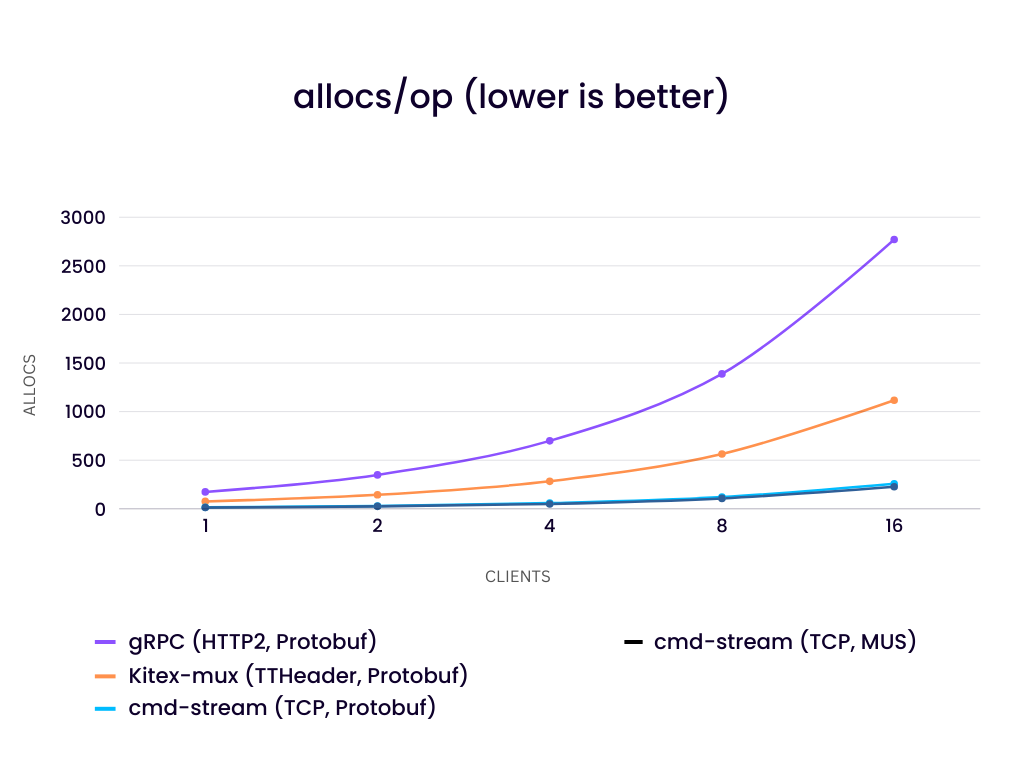 allocs/op (lower is better)
3000
2500
2000
1500
1000
500
0
ALLOCS
1 2 4 8 16
CLIENTS
gRPC (HTTP2, Protobuf)
Kitex-mux (TTHeader, Protobuf)
cmd-stream (TCP, Protobuf)
cmd-stream (TCP, MUS)